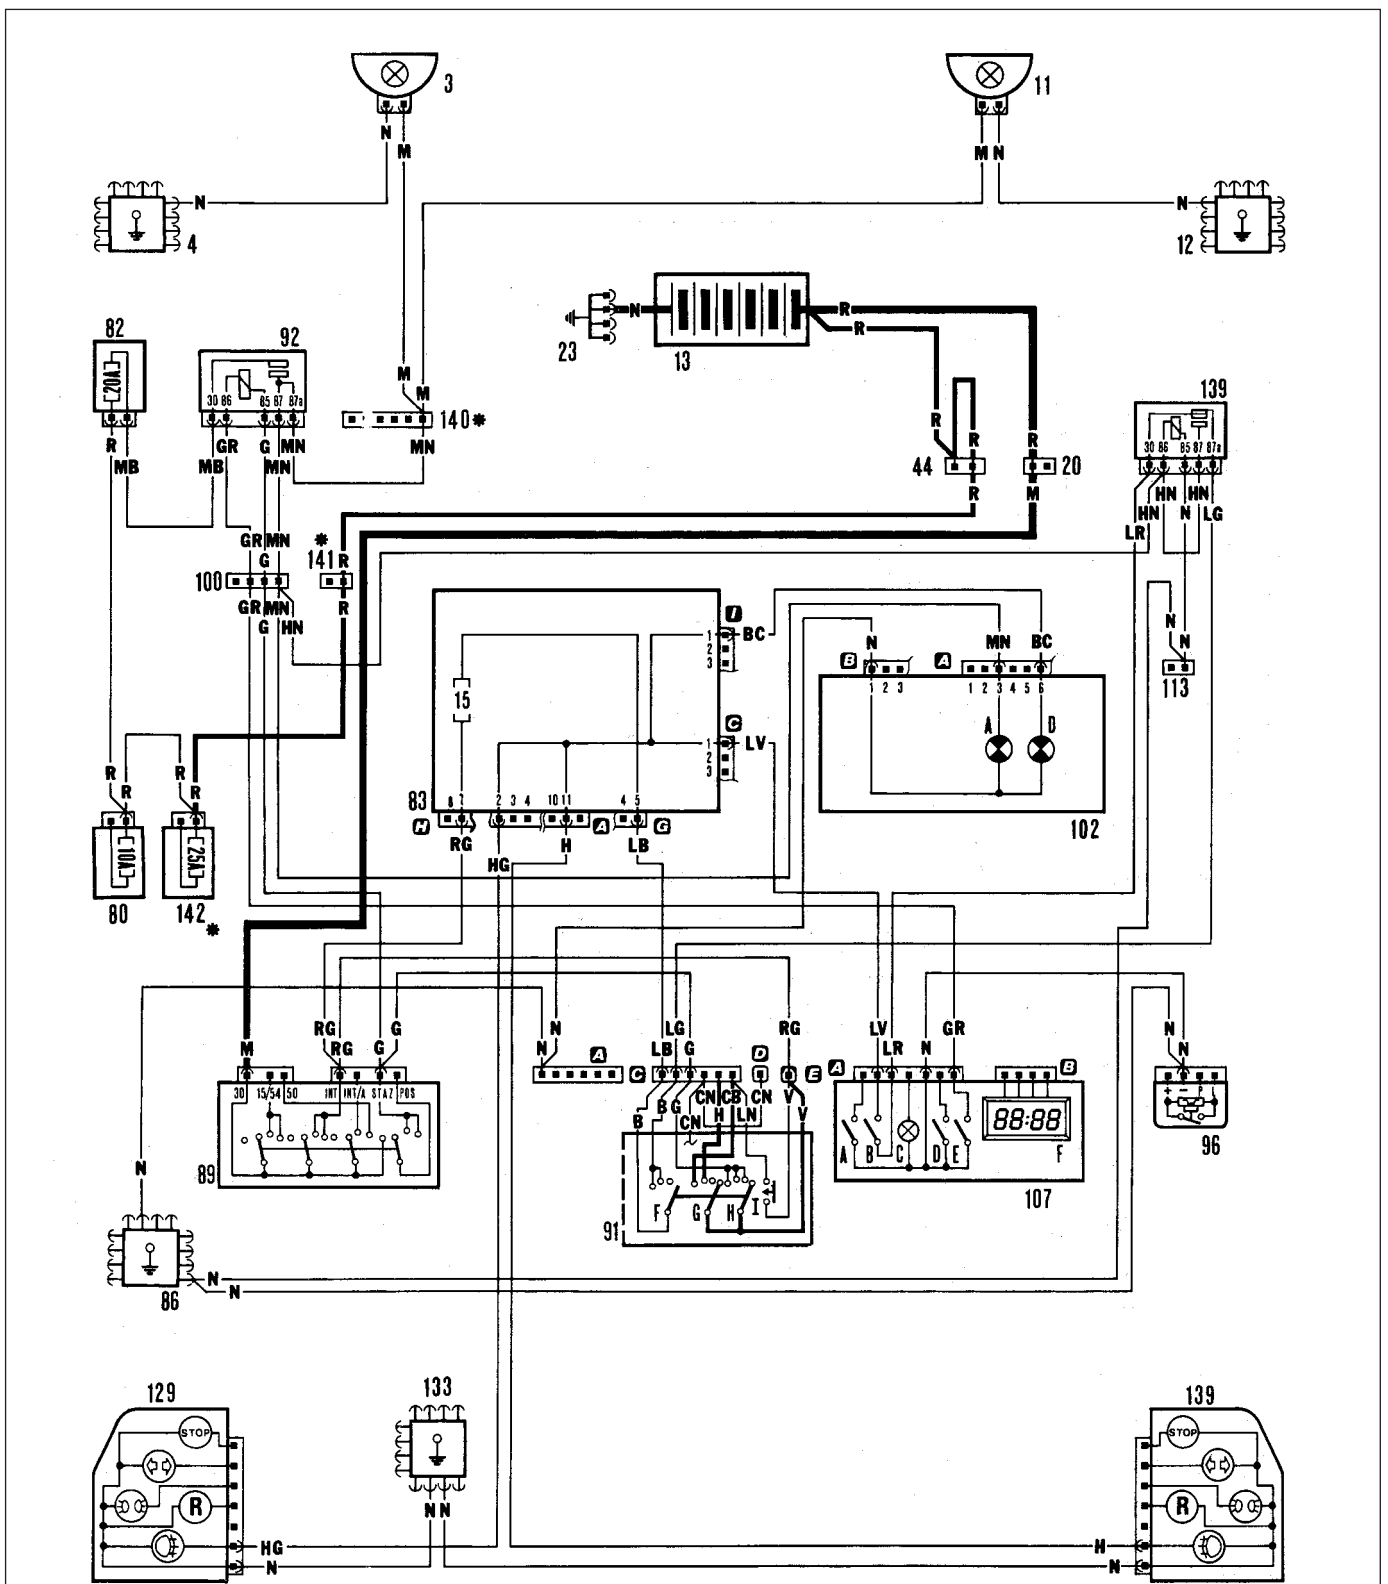 3
11
N
M
M N
N
4
N
12
N
R
R
23
13
82
92
20A
30 86 85 87 87a
M
M
140*
139
30 86 85 87 87a
R
GR
G
MN
MN
R
R
R
44
20
MB
MB
MN
R
M
HN
HN
HN
N
LG
LR
GR
MN
G
*
141
R
100
GR
MN
HN
G
R
I
1
2
3
BC
N
MN
BC
B
A
1 2 3
1 2 3 4 5 6
N
N
113
15
A
D
C
1
2
3
LV
R
R
R
R
83
8 7
2 3 4
10 11
4 5
H
A
G
102
RG
HG
H
LB
10A
25A
80
142
*
RG
RG
G
G
N
N
LB
LG
G
RG
LV
LR
N
GR
N
N
M
A
C
D
E
A
B
30 15/54 50 INT INT/A STAZ POS
CN
CB
CN
V
H
LN
V
B
B
G
CN
88:88
+ - P L
A B C D E F
96
89
107
F G H I
91
N
86
N
N
129
133
139
STOP
STOP
R
R
N N
HG
N
H
N